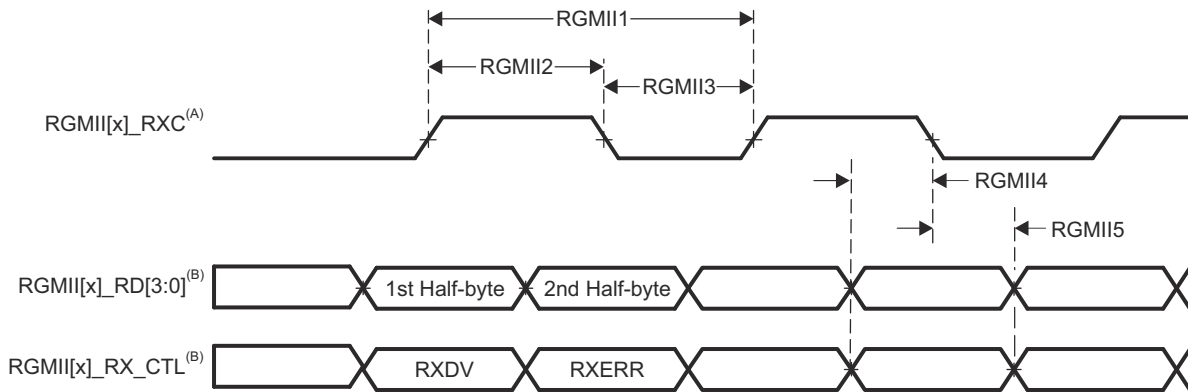 RGMII1
RGMII2
RGMII3
RGMII[x]_RXC(A)
RGMII4
RGMII5
RGMII[x]_RD[3:0](B)
1st Half-byte
2nd Half-byte
RGMII[x]_RX_CTL(B)
RXDV
RXERR